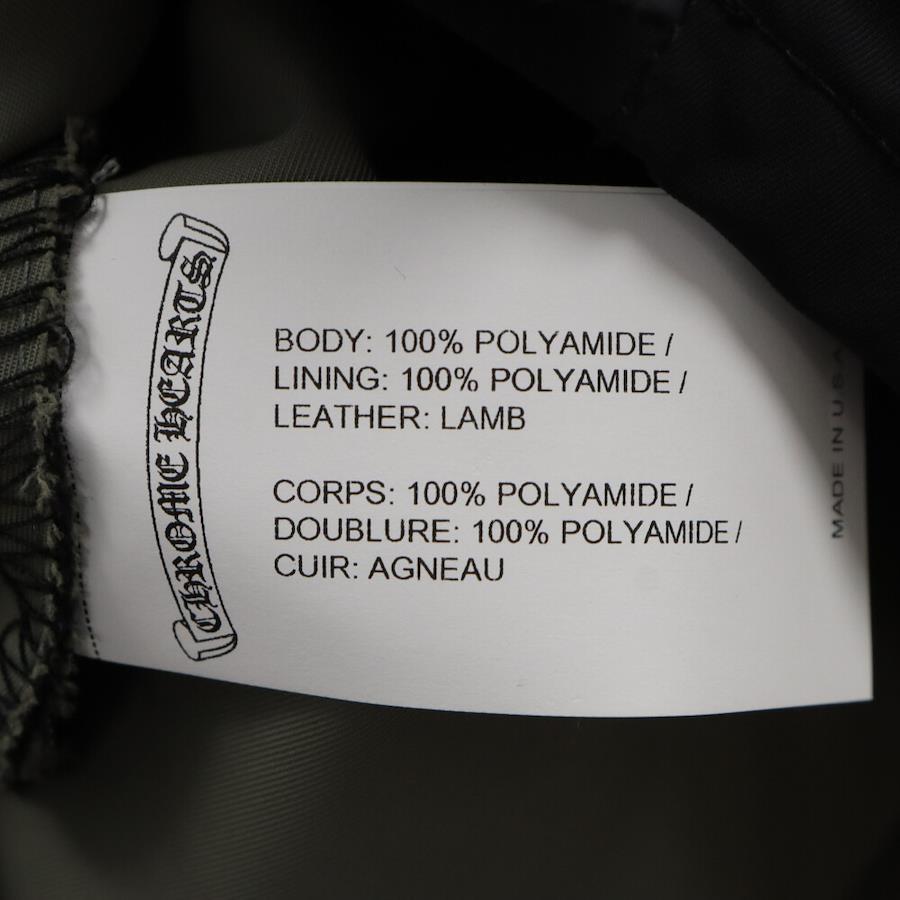 CHROME HEARTS
BODY: 100% POLYAMIDE /
LINING: 100% POLYAMIDE /
LEATHER: LAMB
CORPS: 100% POLYAMIDE /
DOUBLURE: 100% POLYAMIDE /
CUIR: AGNEAU
MADE IN U.S.A